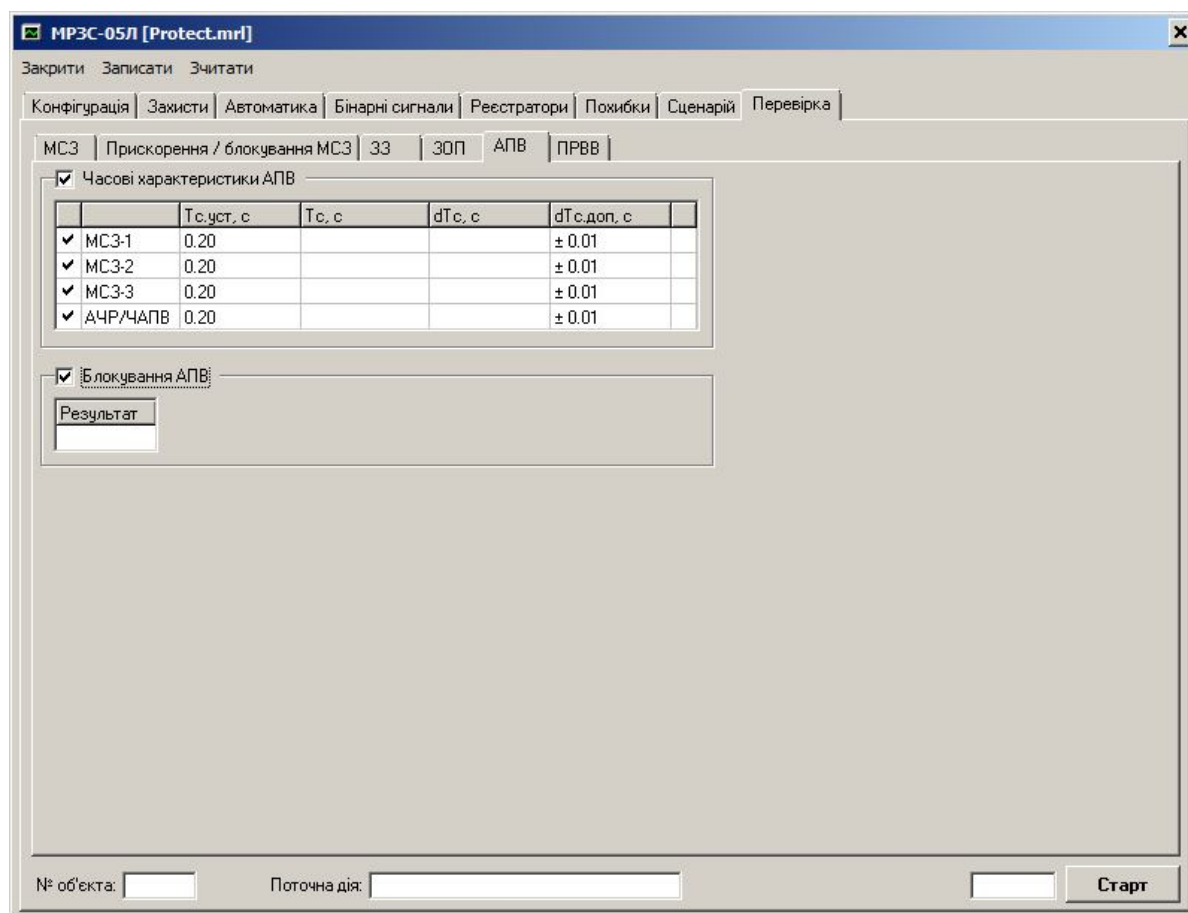 МРЗС-05Л [Protect.mrl]
Закрити Записати Зчитати
Конфігурація Захисти Автоматика Бінарні сигнали Реєстратори Похибки Сценарій Перевірка
МСЗ Прискорення / блокування МСЗ ЗЗ ЗОП АПВ ПРВВ
Часові характеристики АПВ
Тс.уст, с Тс, с dТс, с dТс.доп, с
МСЗ-1 0.20 ± 0.01
МСЗ-2 0.20 ± 0.01
МСЗ-3 0.20 ± 0.01
АЧР/ЧАПВ 0.20 ± 0.01
Блокування АПВ
Результат
№ об'єкта: Поточна дія: Старт